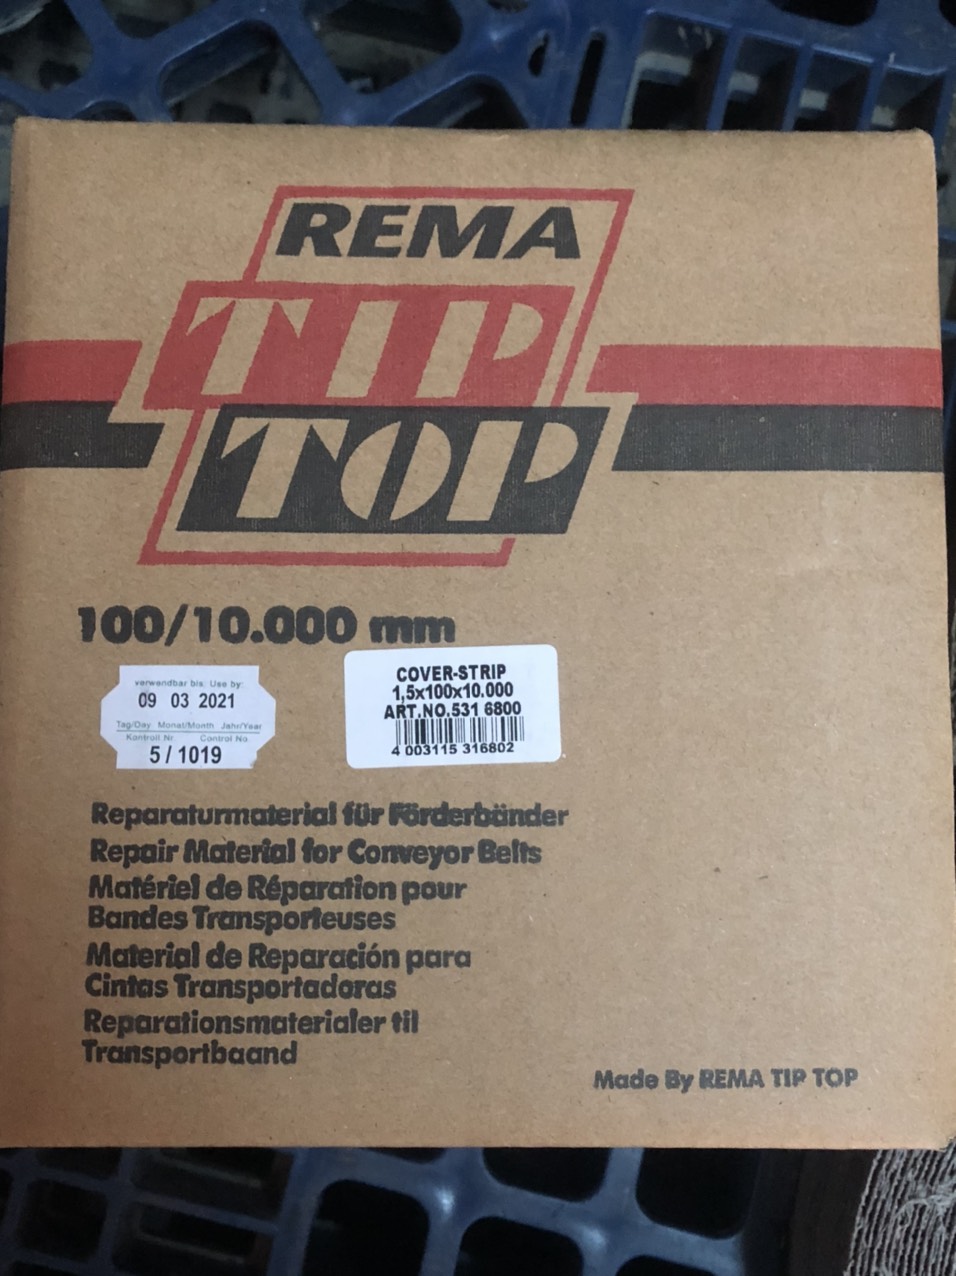 REMA
TIP
TOP
100/10.000 mm
verwendbar bis: Use by:
09 03 2021
Tag/Day Monat/Month Jahr/Year
Kontroll Nr. Control No.
5 / 1019
COVER-STRIP
1,5x100x10.000
ART.NO.531 6800
4 003115 316802
Reparaturmaterial für Förderbänder
Repair Material for Conveyor Belts
Matériel de Réparation pour
Bandes Transporteuses
Material de Reparación para
Cintas Transportadoras
Reparationsmaterialer til
Transportbaand
Made By REMA TIP TOP